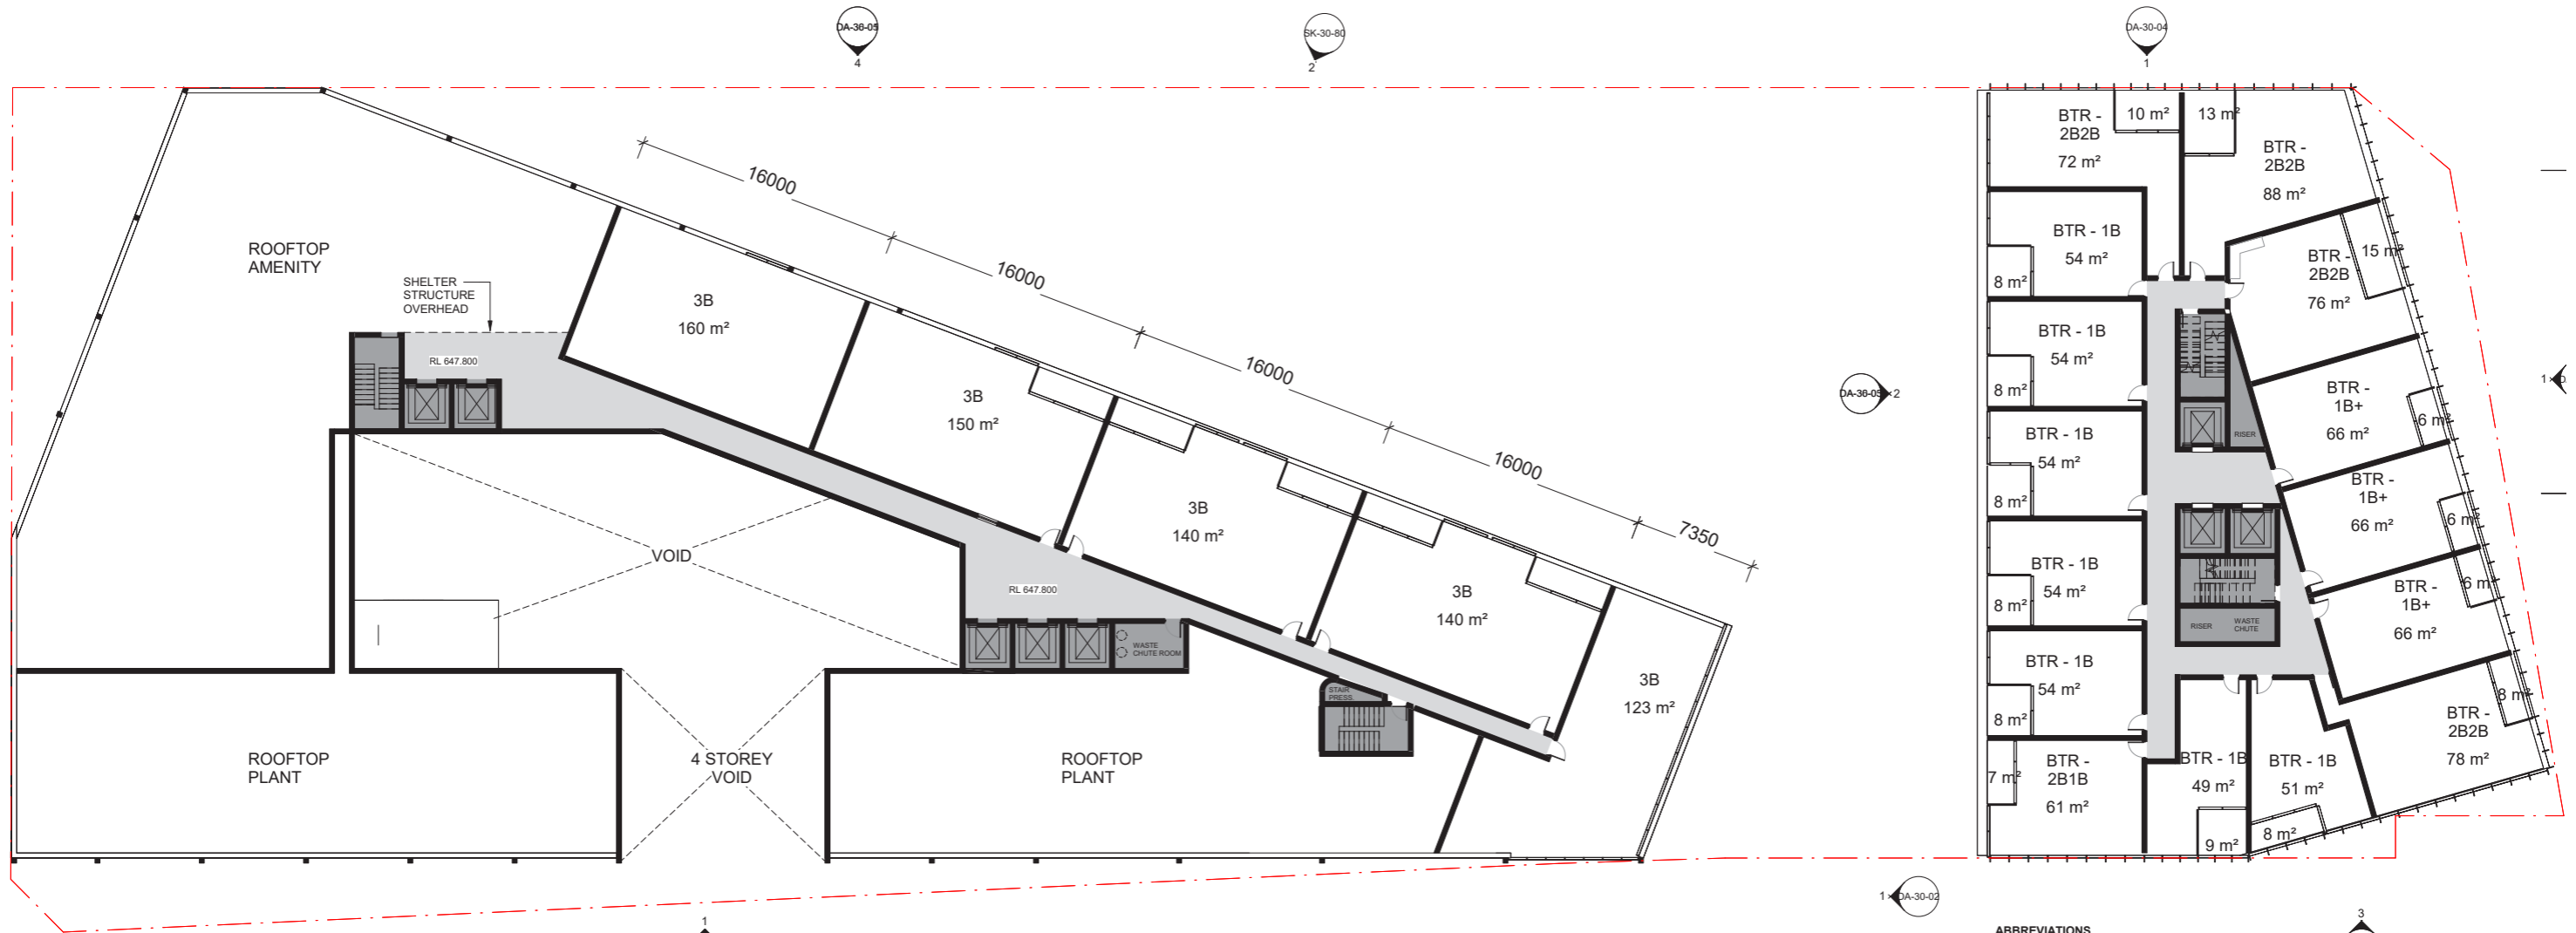 DA-36-05
4
SK-30-80
2
DA-30-04
1
16000
16000
16000
16000
7350
ROOFTOP
AMENITY
SHELTER
STRUCTURE
OVERHEAD
RL 647.800
3B
160 m²
3B
150 m²
3B
140 m²
3B
140 m²
3B
123 m²
VOID
RL 647.800
WASTE
CHUTE ROOM
STAIR
PRESS.
ROOFTOP
PLANT
4 STOREY
VOID
ROOFTOP
PLANT
2
1
DA-30-02
1
BTR -
2B2B
72 m²
10 m²
13 m²
BTR -
2B2B
88 m²
BTR - 1B
54 m²
8 m²
BTR -
2B2B
76 m²
15 m²
BTR - 1B
54 m²
8 m²
BTR -
1B+
66 m²
6 m²
RISER
BTR - 1B
54 m²
8 m²
BTR -
1B+
66 m²
6 m²
BTR - 1B
54 m²
8 m²
BTR -
1B+
66 m²
6 m²
RISER
WASTE
CHUTE
BTR - 1B
54 m²
8 m²
BTR -
2B2B
78 m²
8 m²
BTR -
2B1B
61 m²
7 m²
BTR - 1B
49 m²
9 m²
BTR - 1B
51 m²
8 m²
1
ABBREVIATIONS
3